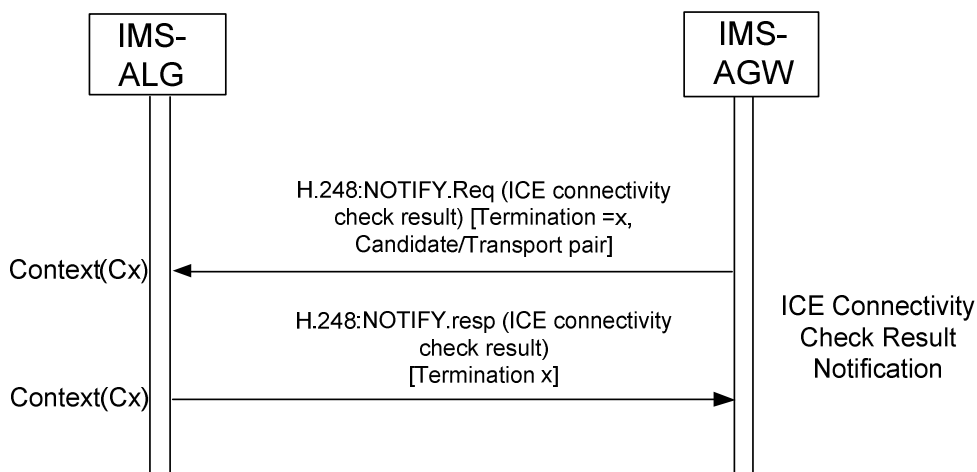 IMS-
ALG
IMS-
AGW
H.248:NOTIFY.Req (ICE connectivity
check result) [Termination =x,
Candidate/Transport pair]
Context(Cx)
H.248:NOTIFY.resp (ICE connectivity
check result)
[Termination x]
Context(Cx)
ICE Connectivity
Check Result
Notification